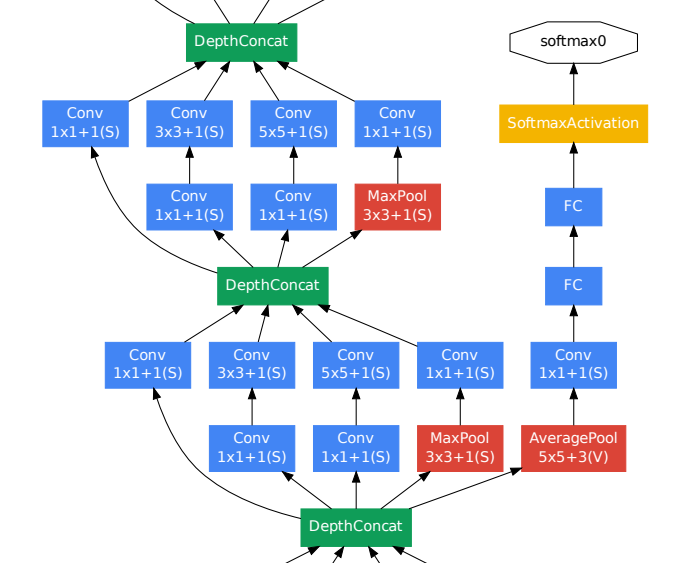 DepthConcat
softmax0
Conv
1x1+1(S)
Conv
3x3+1(S)
Conv
5x5+1(S)
Conv
1x1+1(S)
SoftmaxActivation
Conv
1x1+1(S)
Conv
1x1+1(S)
MaxPool
3x3+1(S)
FC
DepthConcat
FC
Conv
1x1+1(S)
Conv
3x3+1(S)
Conv
5x5+1(S)
Conv
1x1+1(S)
Conv
1x1+1(S)
Conv
1x1+1(S)
Conv
1x1+1(S)
MaxPool
3x3+1(S)
AveragePool
5x5+3(V)
DepthConcat